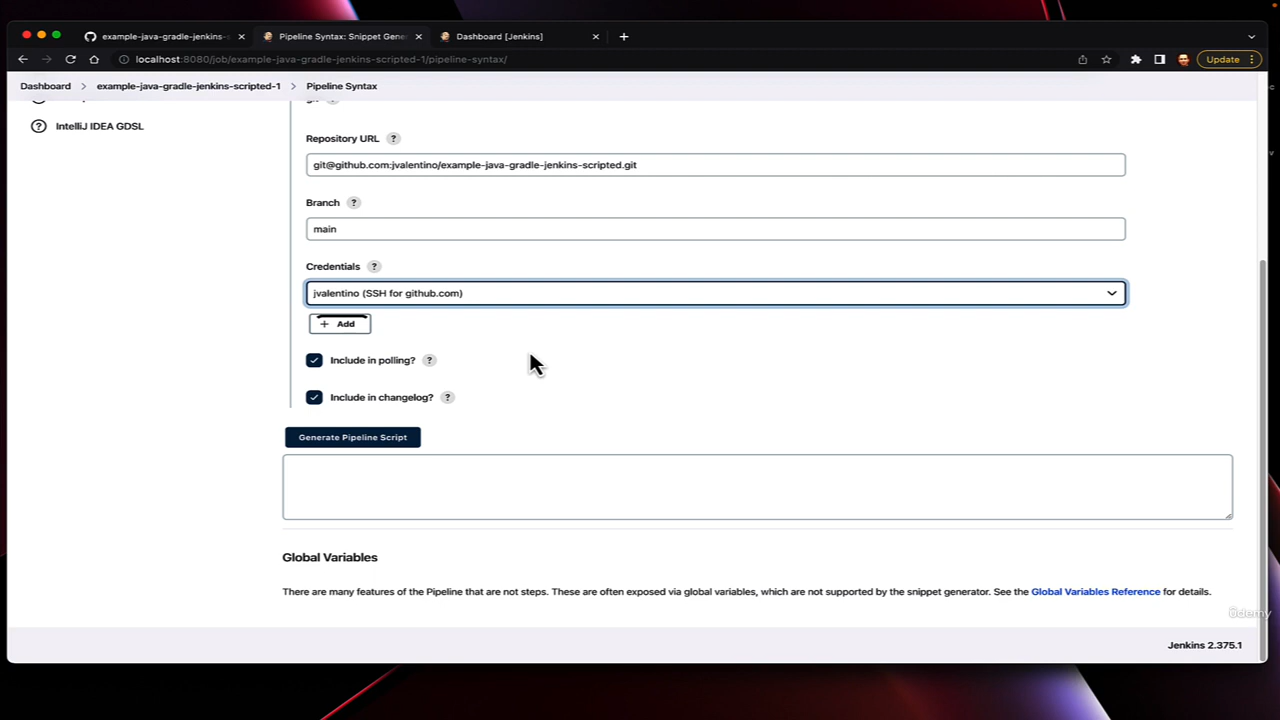 example-java-gradle-jenkins-s
Pipeline Syntax: Snippet Gene
Dashboard [Jenkins]
localhost:8080/job/example-java-gradle-jenkins-scripted-1/pipeline-syntax/
Update
Dashboard
example-java-gradle-jenkins-scripted-1
Pipeline Syntax
IntelliJ IDEA GDSL
Repository URL ?
git@github.com:jvalentino/example-java-gradle-jenkins-scripted.git
Branch ?
main
Credentials ?
jvalentino (SSH for github.com)
+ Add
Include in polling? ?
Include in changelog? ?
Generate Pipeline Script
Global Variables
There are many features of the Pipeline that are not steps. These are often exposed via global variables, which are not supported by the snippet generator. See the Global Variables Reference for details.
ûdemy
Jenkins 2.375.1